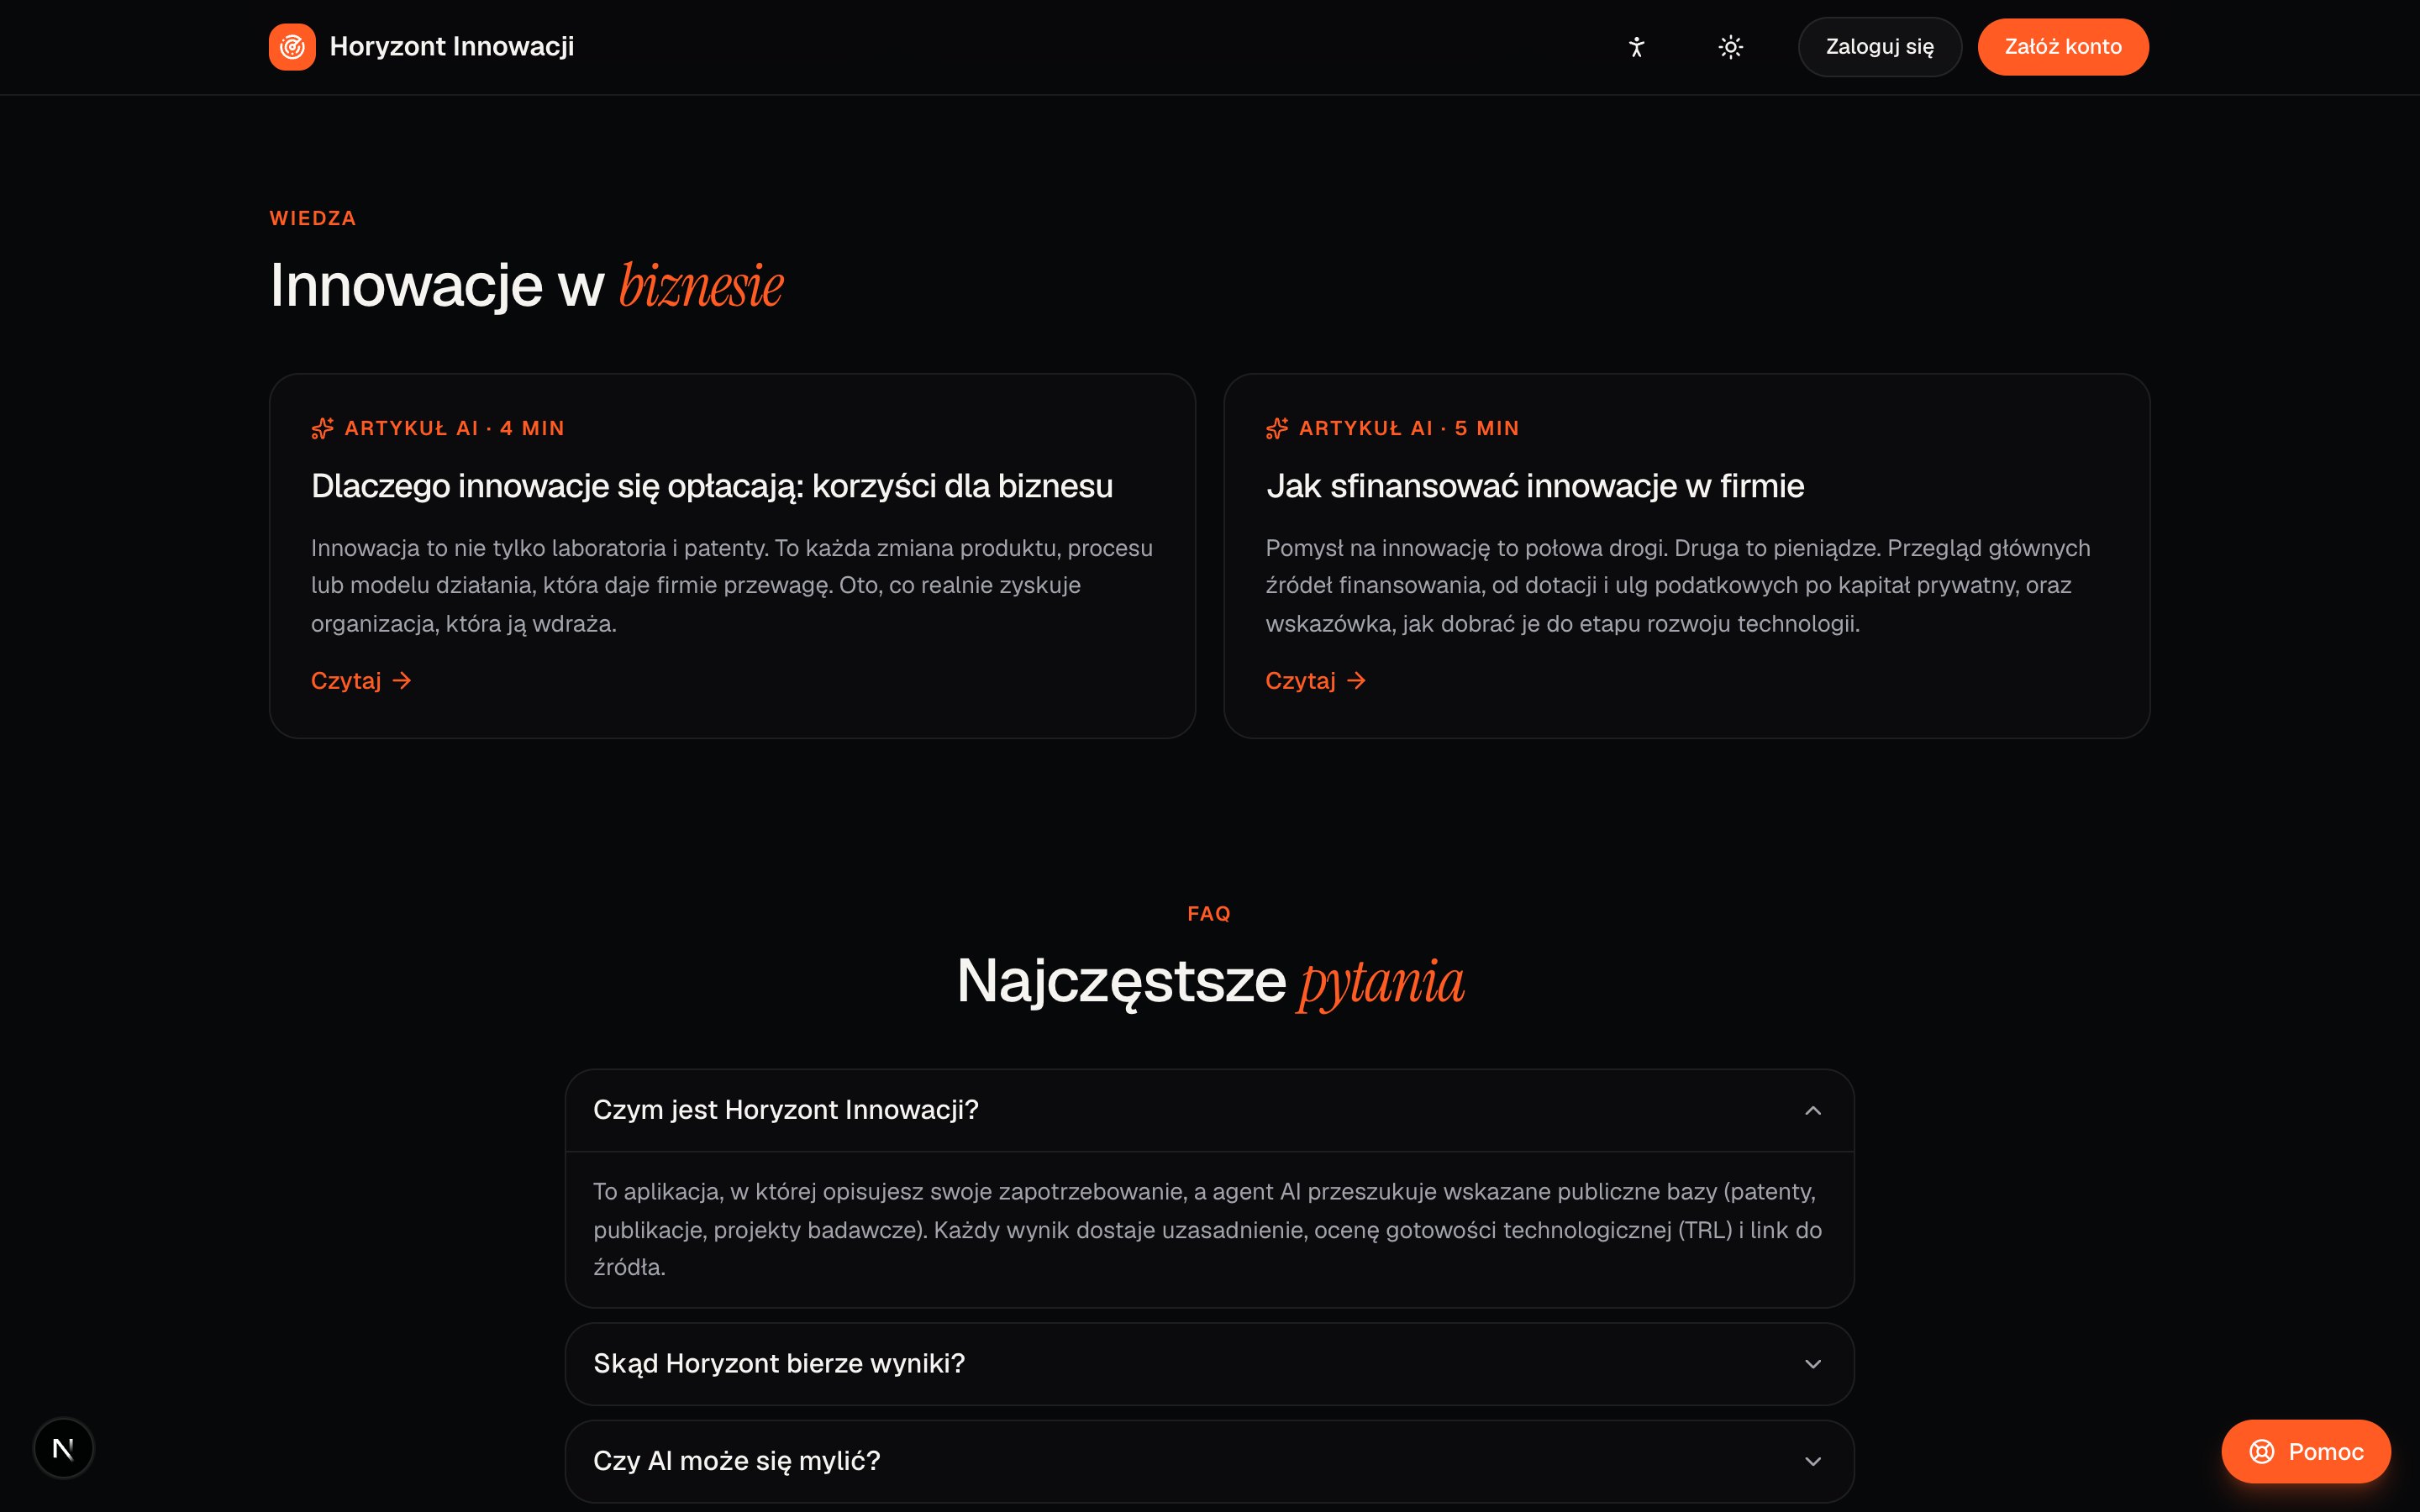 Horyzont Innowacji
Zaloguj się
Załóż konto
WIEDZA
Innowacje w biznesie
ARTYKUŁ AI · 4 MIN
Dlaczego innowacje się opłacają: korzyści dla biznesu
Innowacja to nie tylko laboratoria i patenty. To każda zmiana produktu, procesu
lub modelu działania, która daje firmie przewagę. Oto, co realnie zyskuje
organizacja, która ją wdraża.
Czytaj
ARTYKUŁ AI · 5 MIN
Jak sfinansować innowacje w firmie
Pomysł na innowację to połowa drogi. Druga to pieniądze. Przegląd głównych
źródeł finansowania, od dotacji i ulg podatkowych po kapitał prywatny, oraz
wskazówka, jak dobrać je do etapu rozwoju technologii.
Czytaj
FAQ
Najczęstsze pytania
Czym jest Horyzont Innowacji?
To aplikacja, w której opisujesz swoje zapotrzebowanie, a agent AI przeszukuje wskazane publiczne bazy (patenty,
publikacje, projekty badawcze). Każdy wynik dostaje uzasadnienie, ocenę gotowości technologicznej (TRL) i link do
źródła.
Skąd Horyzont bierze wyniki?
Czy AI może się mylić?
N
Pomoc